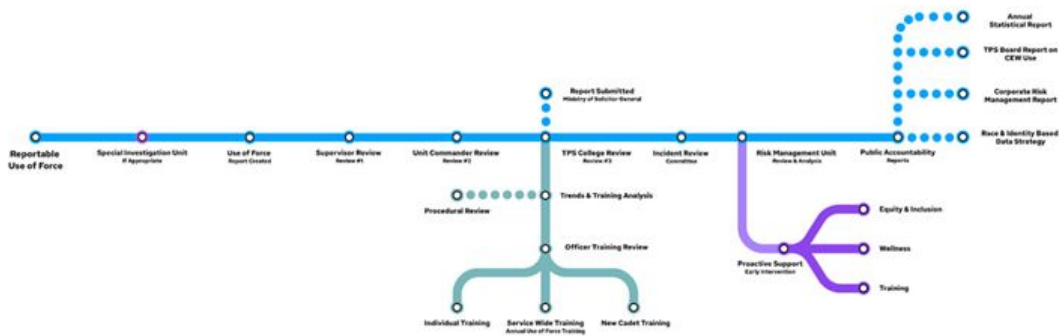 Annual
Statistical Report
TPS Board Report on
CEW Use
Report Submitted
Ministry of Solicitor General
Corporate Risk
Management Report
Reportable
Use of Force
Special Investigation Unit
If Appropriate
Use of Force
Report Created
Supervisor Review
Review #1
Unit Commander Review
Review #2
TPS College Review
Review #3
Incident Review
Committee
Risk Management Unit
Review & Analysis
Public Accountability
Reports
Race & Identity Based
Data Strategy
Procedural Review
Trends & Training Analysis
Equity & Inclusion
Officer Training Review
Proactive Support
Early Intervention
Wellness
Training
Individual Training
Service Wide Training
Annual Use of Force Training
New Cadet Training